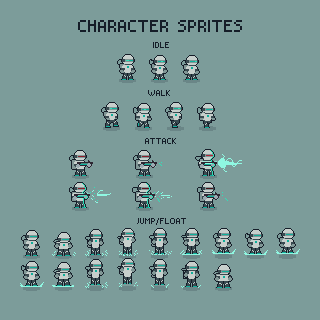 CHARACTER SPRITES
IDLE
WALK
ATTACK
JUMP/FLOAT